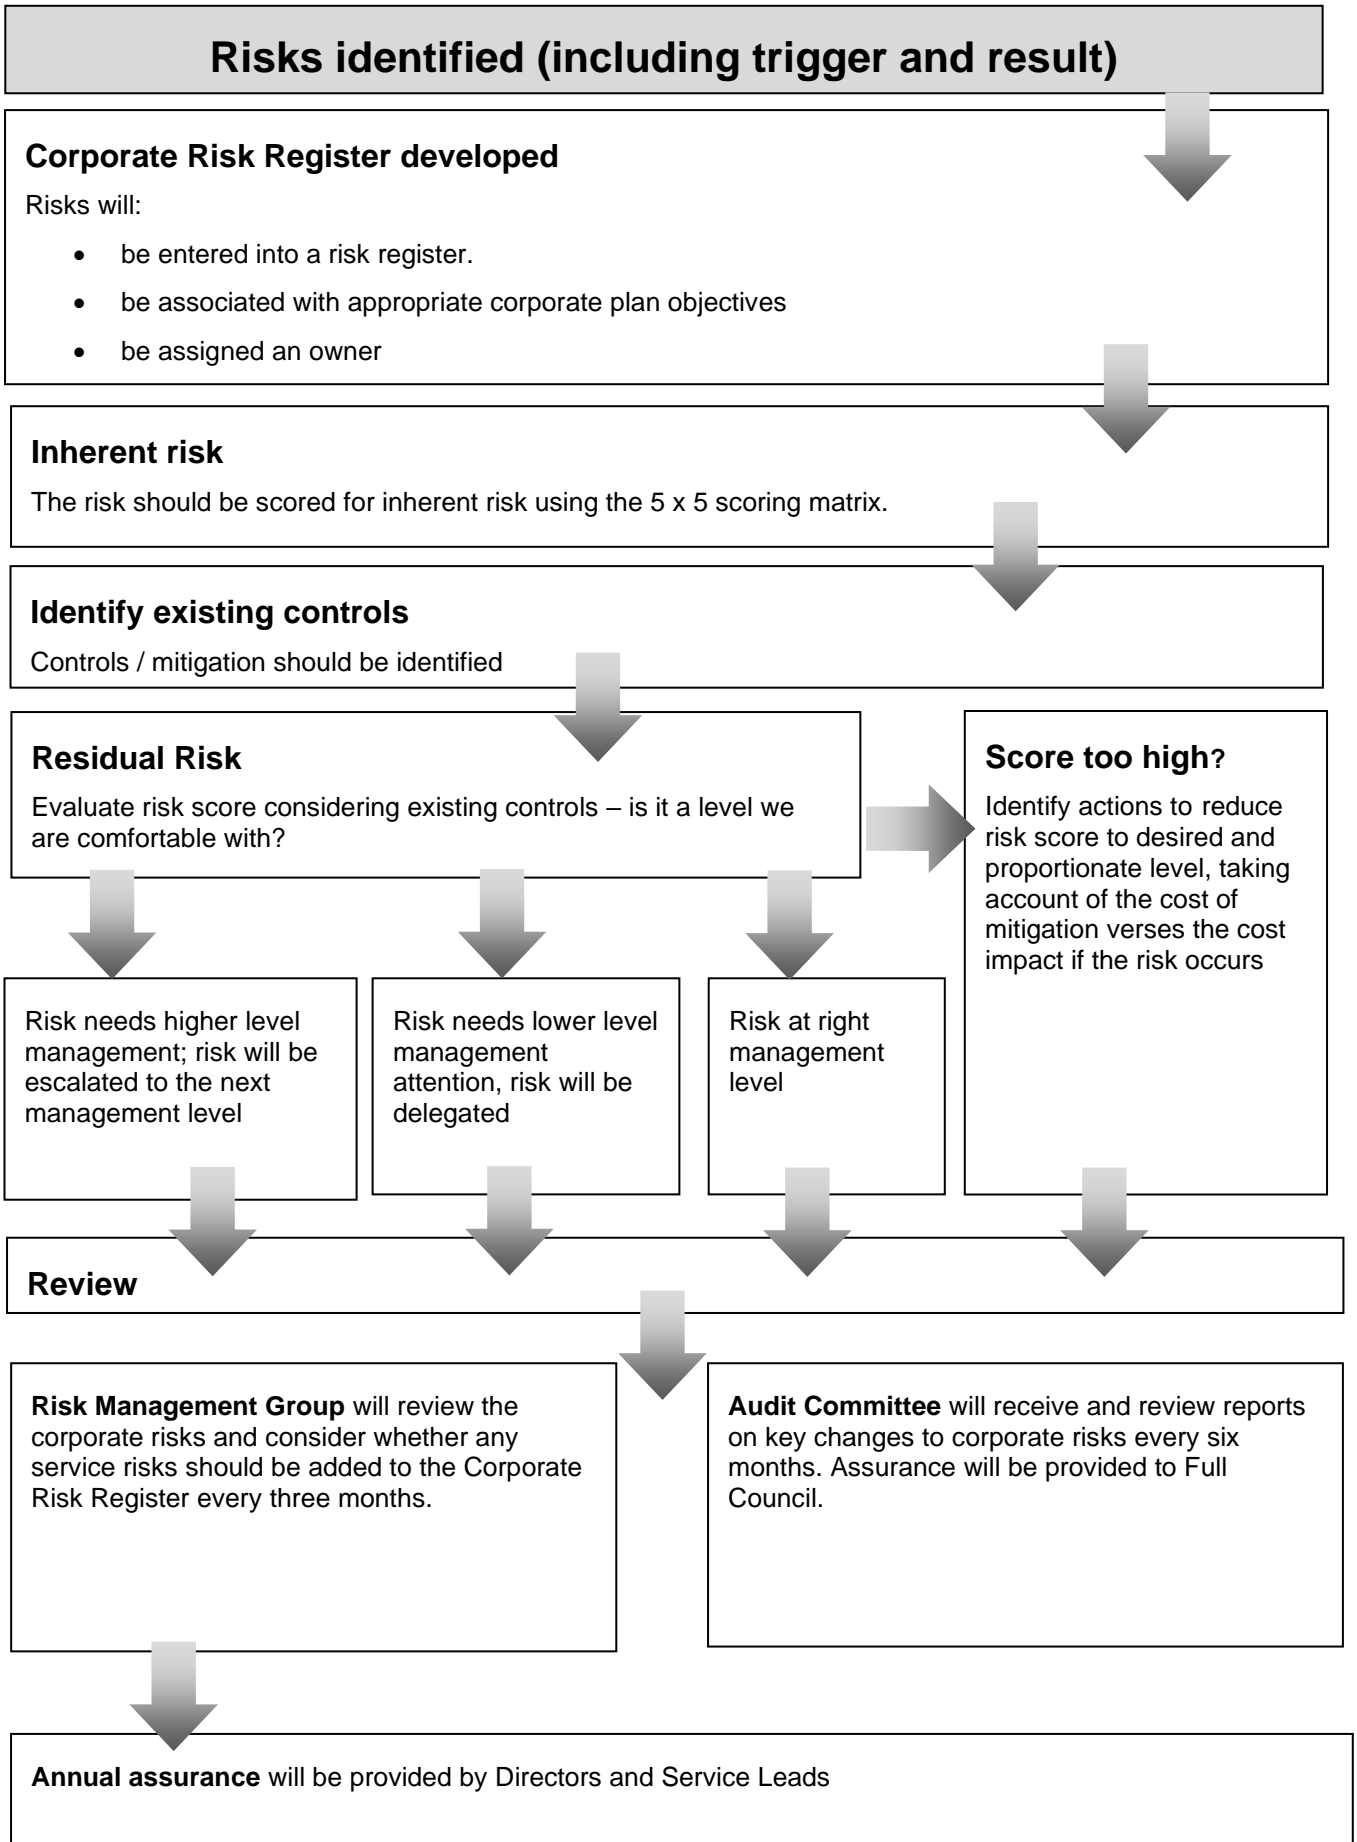 Risks identified (including trigger and result)
Corporate Risk Register developed
Risks will:
• be entered into a risk register.
• be associated with appropriate corporate plan objectives
• be assigned an owner
Inherent risk
The risk should be scored for inherent risk using the 5 x 5 scoring matrix.
Identify existing controls
Controls / mitigation should be identified
Residual Risk
Evaluate risk score considering existing controls – is it a level we
are comfortable with?
Score too high?
Identify actions to reduce
risk score to desired and
proportionate level, taking
account of the cost of
mitigation verses the cost
impact if the risk occurs
Risk needs higher level
management; risk will be
escalated to the next
management level
Risk needs lower level
management
attention, risk will be
delegated
Risk at right
management
level
Review
Risk Management Group will review the
corporate risks and consider whether any
service risks should be added to the Corporate
Risk Register every three months.
Audit Committee will receive and review reports
on key changes to corporate risks every six
months. Assurance will be provided to Full
Council.
Annual assurance will be provided by Directors and Service Leads